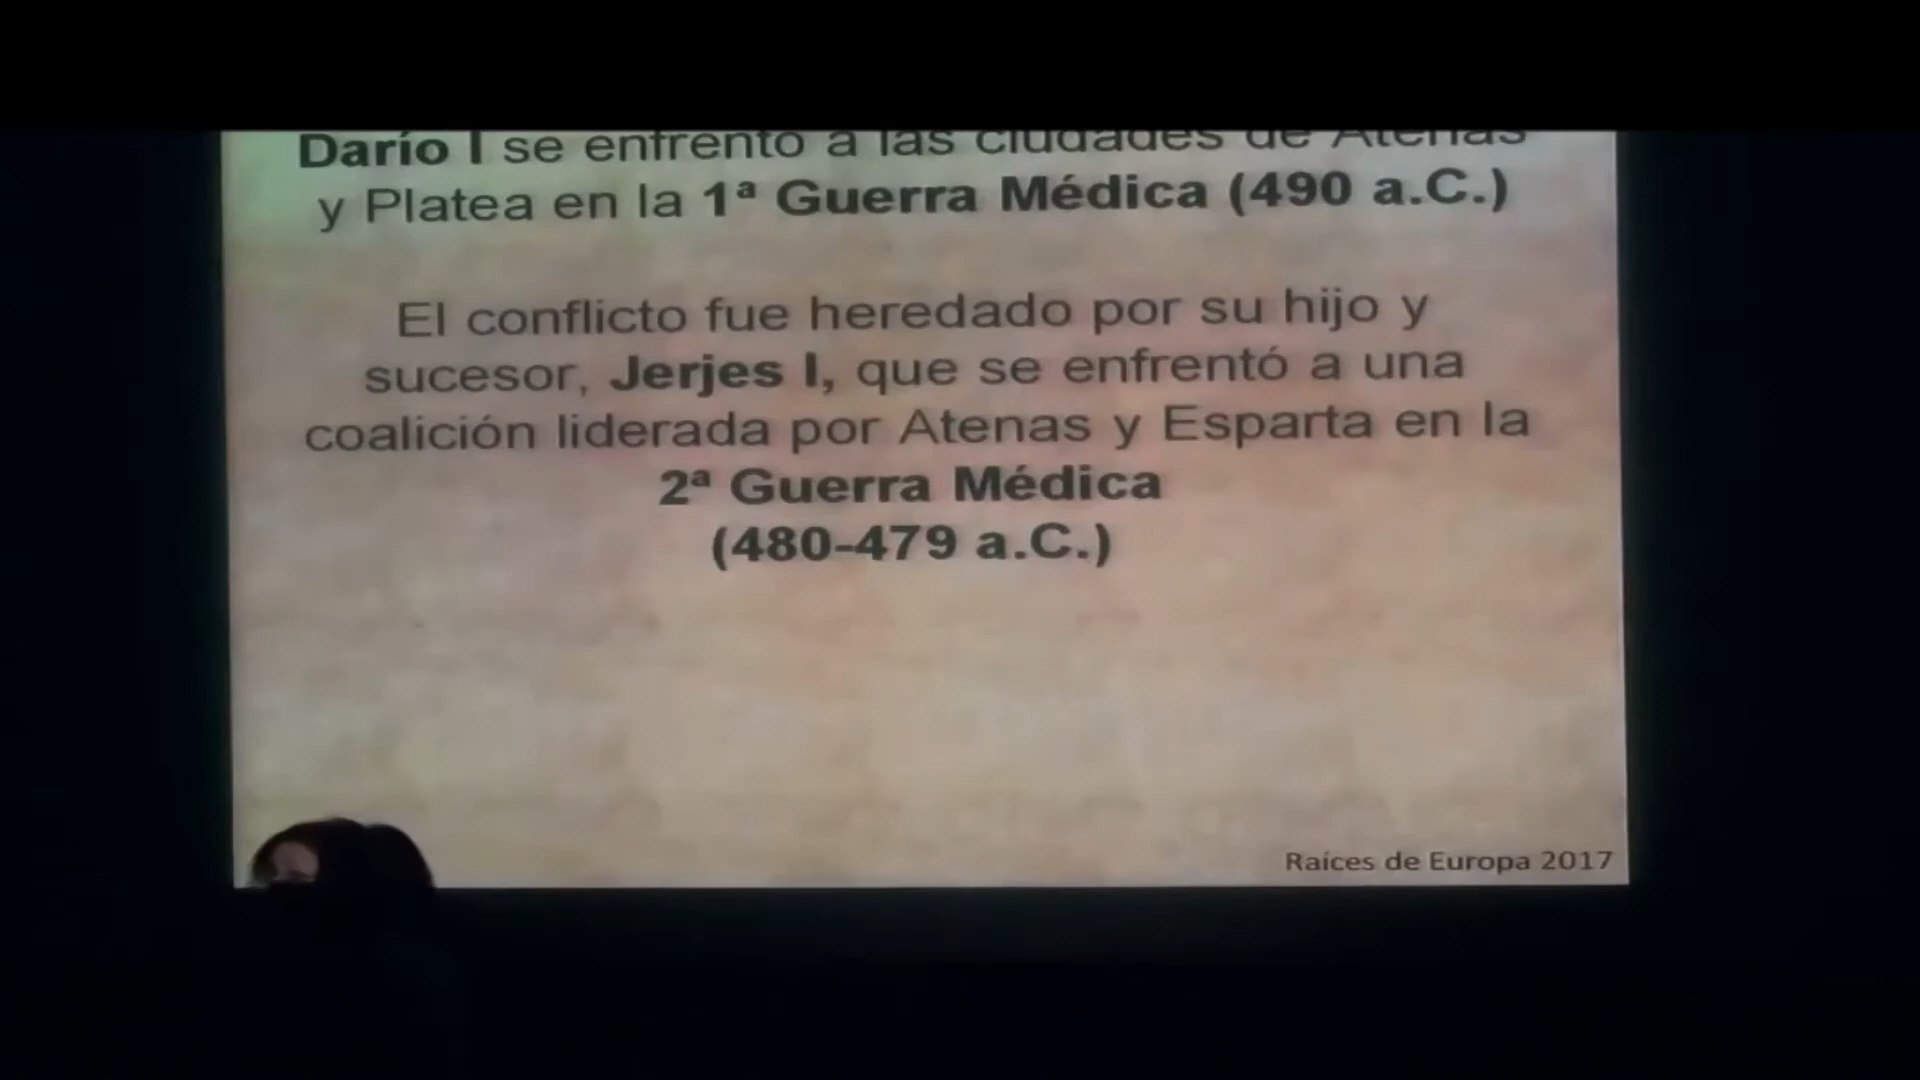 Darío I se enfrentó a las ciudades de Atenas
y Platea en la 1ª Guerra Médica (490 a.C.)
El conflicto fue heredado por su hijo y
sucesor, Jerjes I, que se enfrentó a una
coalición liderada por Atenas y Esparta en la
2ª Guerra Médica
(480-479 a.C.)
Raíces de Europa 2017